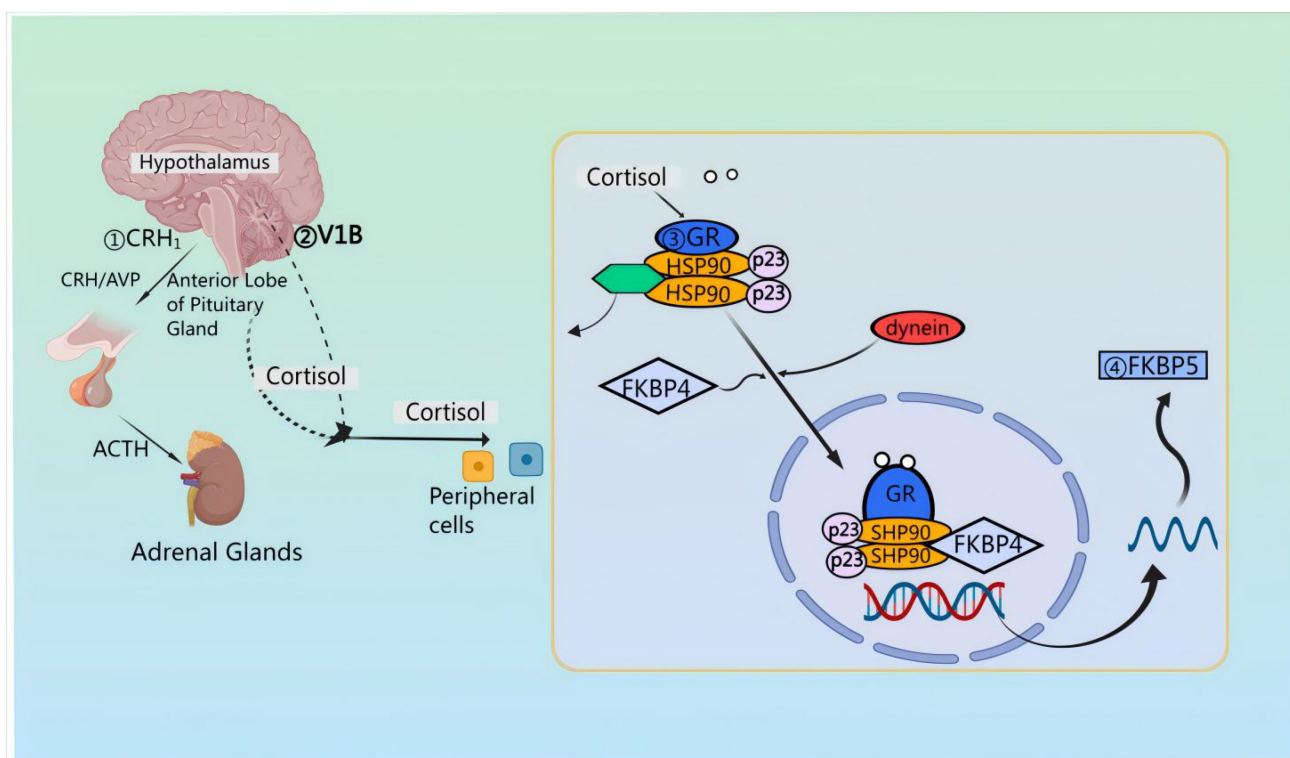 Hypothalamus
①CRH₁
②V1B
CRH/AVP
Anterior Lobe
of Pituitary
Gland
Cortisol
Cortisol
ACTH
Peripheral
cells
Adrenal Glands
Cortisol
③GR
HSP90
p23
HSP90
p23
dynein
FKBP4
④FKBP5
GR
p23
SHP90
p23
SHP90
FKBP4